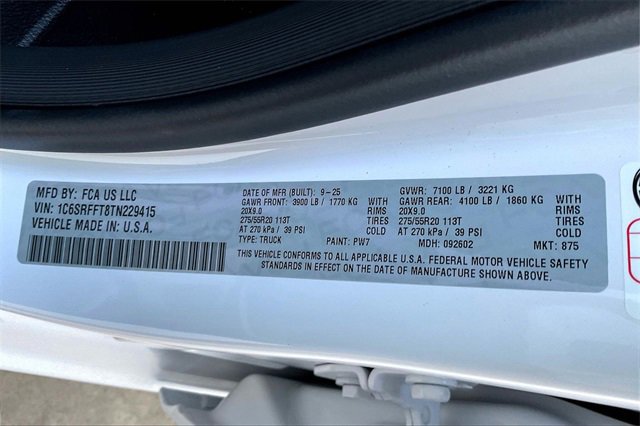 MFD BY: FCA US LLC
VIN: 1C6SRFFT8TN229415
VEHICLE MADE IN: U.S.A.
DATE OF MFR (BUILT): 9-25
GAWR FRONT: 3900 LB / 1770 KG WITH
20X9.0 RIMS
275/55R20 113T TIRES
AT 270 kPa / 39 PSI COLD
TYPE: TRUCK PAINT: PW7
GVWR: 7100 LB / 3221 KG
GAWR REAR: 4100 LB / 1860 KG WITH
20X9.0 RIMS
275/55R20 113T TIRES
AT 270 kPa / 39 PSI COLD
MDH: 092602 MKT: 875
THIS VEHICLE CONFORMS TO ALL APPLICABLE U.S.A. FEDERAL MOTOR VEHICLE SAFETY
STANDARDS IN EFFECT ON THE DATE OF MANUFACTURE SHOWN ABOVE.